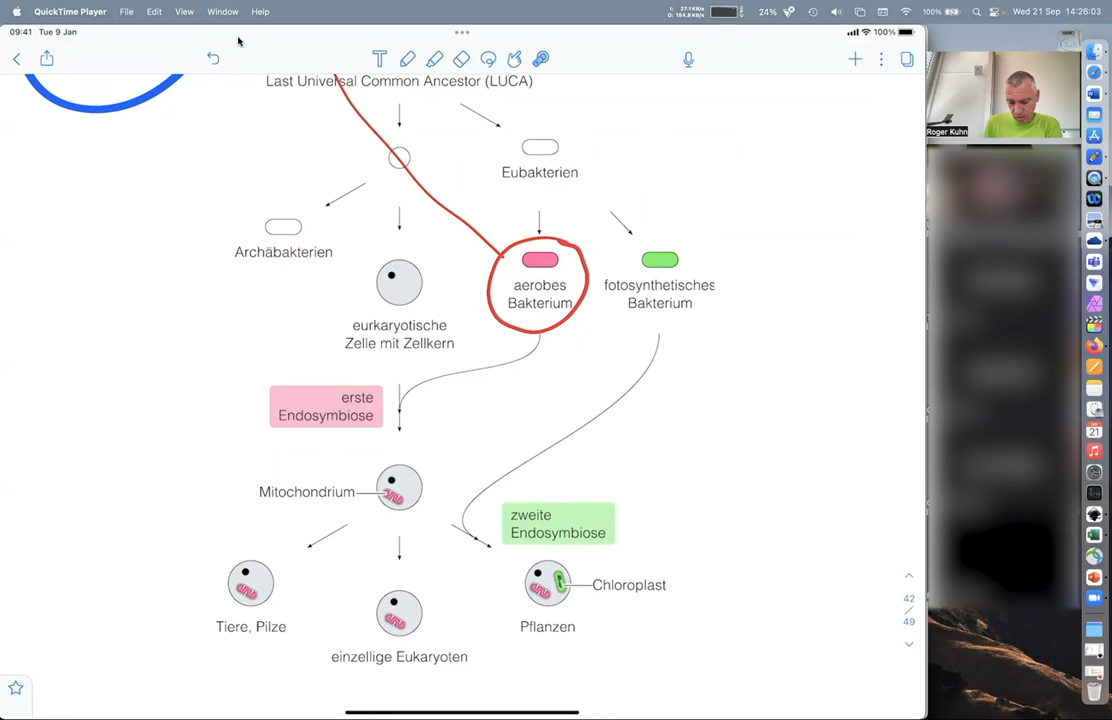 QuickTime Player File Edit View Window Help
24% 100% Wed 21 Sep 14:26:03
09:41 Tue 9 Jan
100%
Last Universal Common Ancestor (LUCA)
Roger Kuhn
Eubakterien
Archäbakterien
aerobes
Bakterium
fotosynthetisches
Bakterium
eurkaryotische
Zelle mit Zellkern
erste
Endosymbiose
Mitochondrium
zweite
Endosymbiose
Chloroplast
Tiere, Pilze
Pflanzen
einzellige Eukaryoten
42
/
49